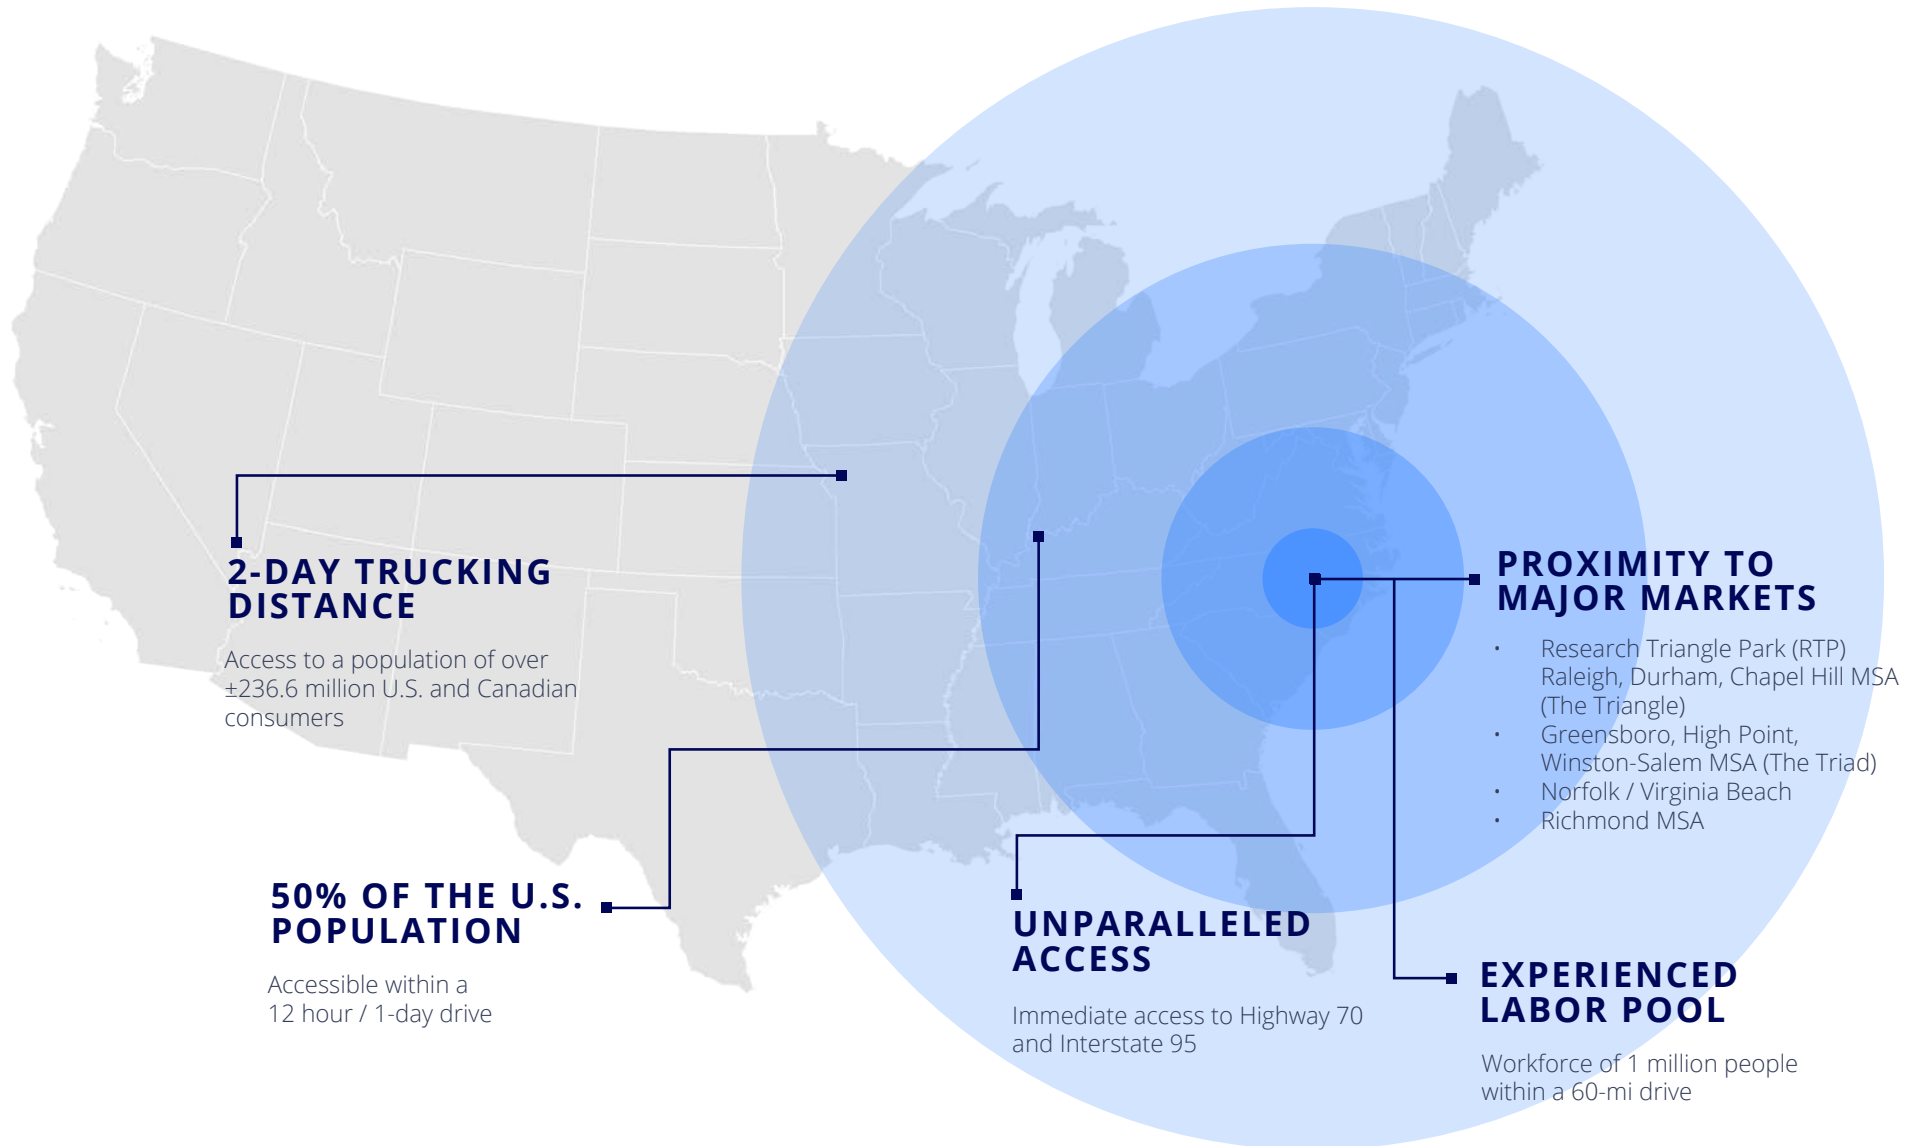 2-DAY TRUCKING
DISTANCE
Access to a population of over
±236.6 million U.S. and Canadian
consumers
50% OF THE U.S.
POPULATION
Accessible within a
12 hour / 1-day drive
UNPARALLELED
ACCESS
Immediate access to Highway 70
and Interstate 95
PROXIMITY TO
MAJOR MARKETS
• Research Triangle Park (RTP)
Raleigh, Durham, Chapel Hill MSA
(The Triangle)
• Greensboro, High Point,
Winston-Salem MSA (The Triad)
• Norfolk / Virginia Beach
• Richmond MSA
EXPERIENCED
LABOR POOL
Workforce of 1 million people
within a 60-mi drive